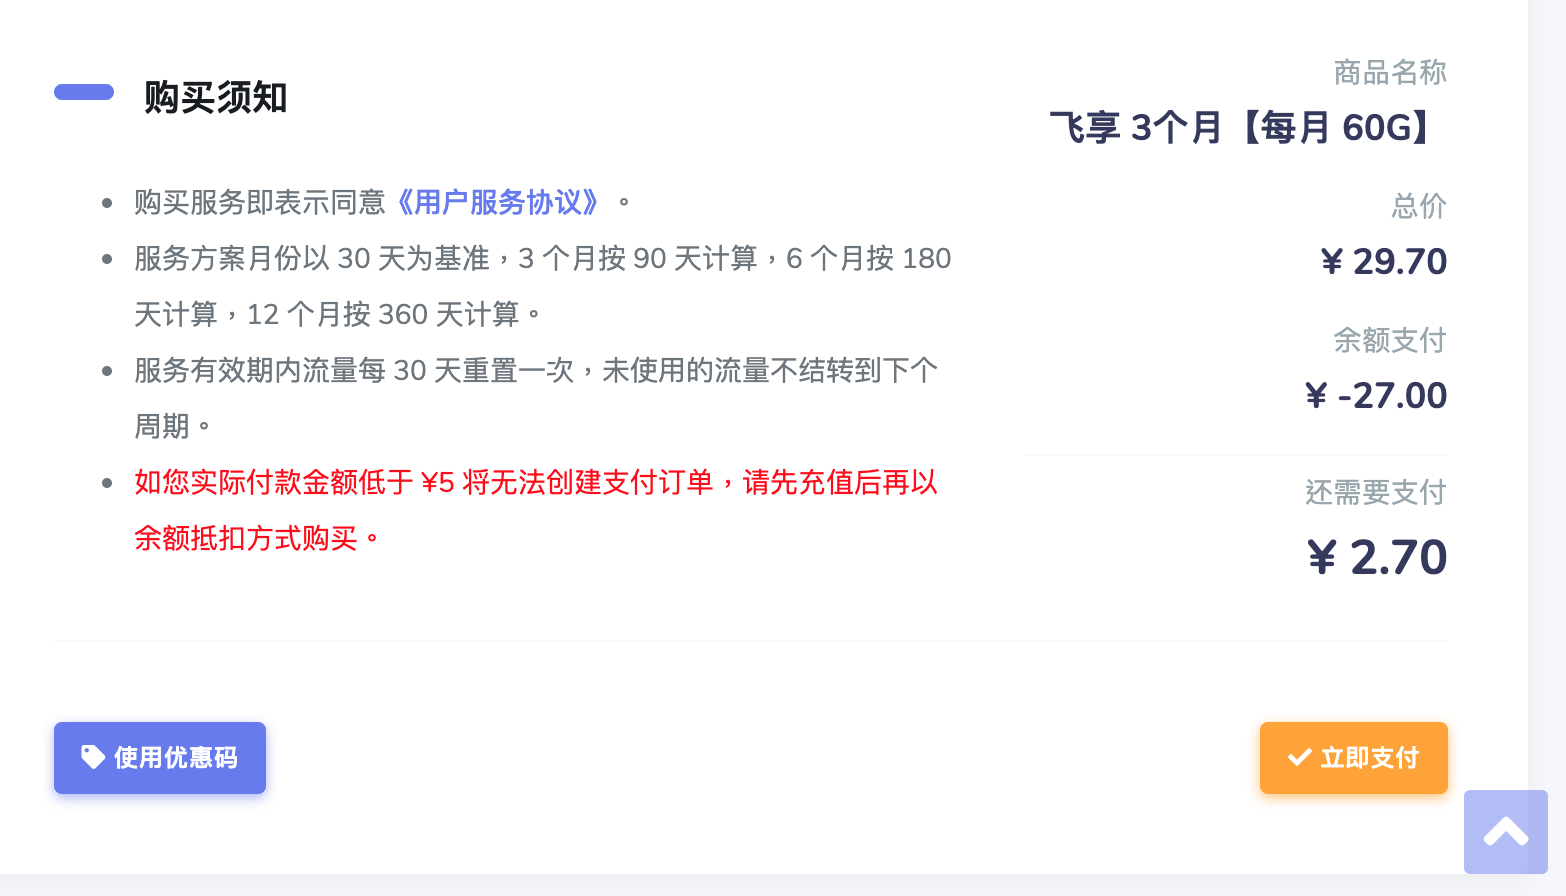 购买须知
购买服务即表示同意《用户服务协议》。
服务方案月份以 30 天为基准，3 个月按 90 天计算，6 个月按 180
天计算，12 个月按 360 天计算。
服务有效期内流量每 30 天重置一次，未使用的流量不结转到下个
周期。
如您实际付款金额低于 ¥5 将无法创建支付订单，请先充值后再以
余额抵扣方式购买。
商品名称
飞享 3个月【每月 60G】
总价
¥ 29.70
余额支付
¥ -27.00
还需要支付
¥ 2.70
使用优惠码
立即支付